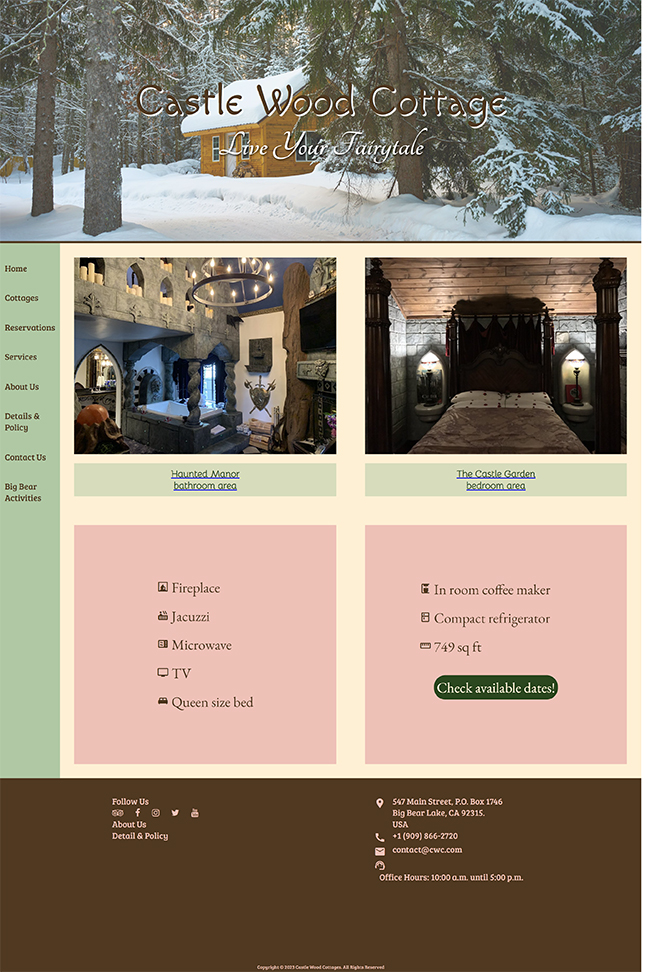 Castle Wood Cottage
Live Your Fairytale
Home
Cottages
Reservations
Services
About Us
Details &
Policy
Contact Us
Big Bear
Activities
Haunted Manor
bathroom area
The Castle Garden
bedroom area
Fireplace
Jacuzzi
Microwave
TV
Queen size bed
In room coffee maker
Compact refrigerator
749 sq ft
Check available dates!
Follow Us
About Us
Detail & Policy
547 Main Street, P.O. Box 1746
Big Bear Lake, CA 92315.
USA
+1 (909) 866-2720
contact@cwc.com
Office Hours: 10:00 a.m. until 5:00 p.m.
Copyright © 2023 Castle Wood Cottages. All Rights Reserved